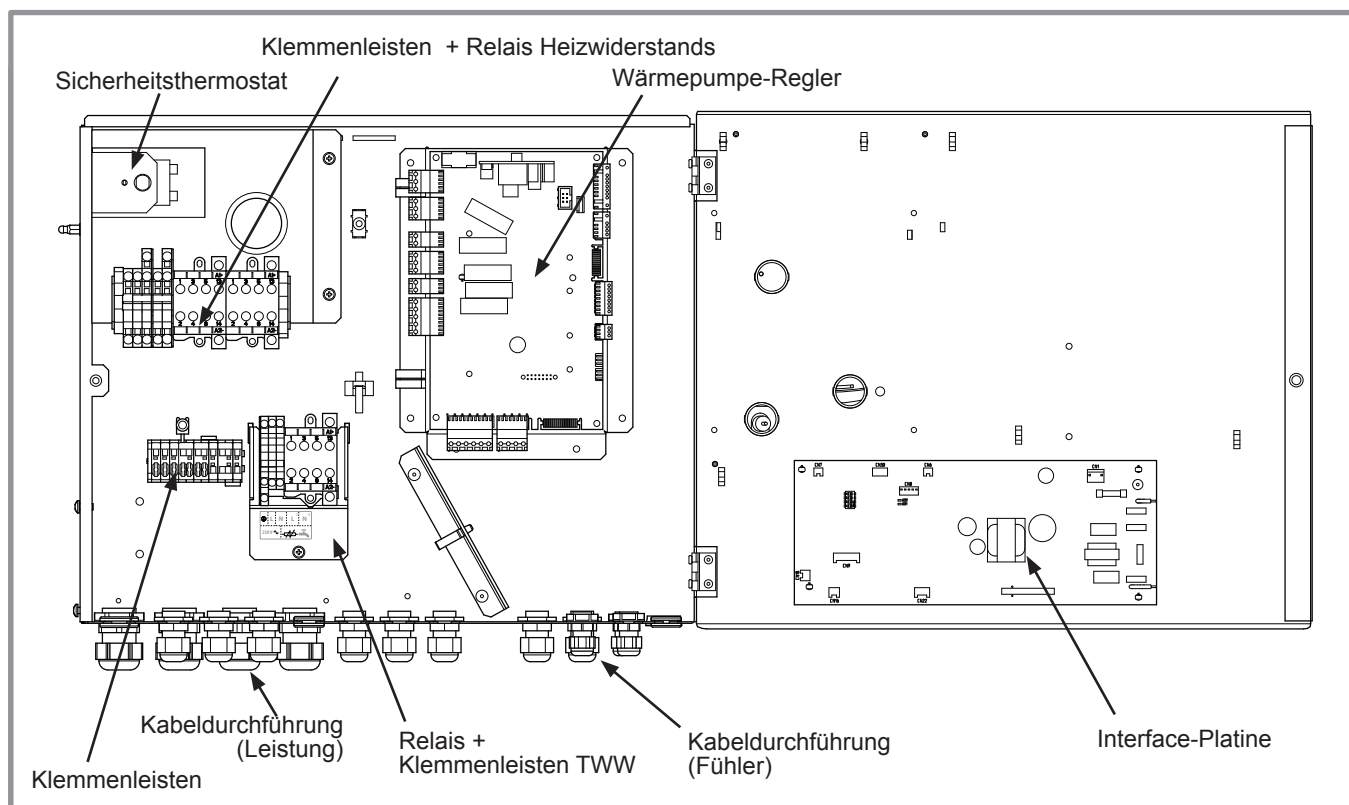 Klemmenleisten + Relais Heizwiderstands
Sicherheitsthermostat
Wärmepumpe-Regler
Kabeldurchführung
(Leistung)
Klemmenleisten
Relais +
Klemmenleisten TWW
Kabeldurchführung
(Fühler)
Interface-Platine